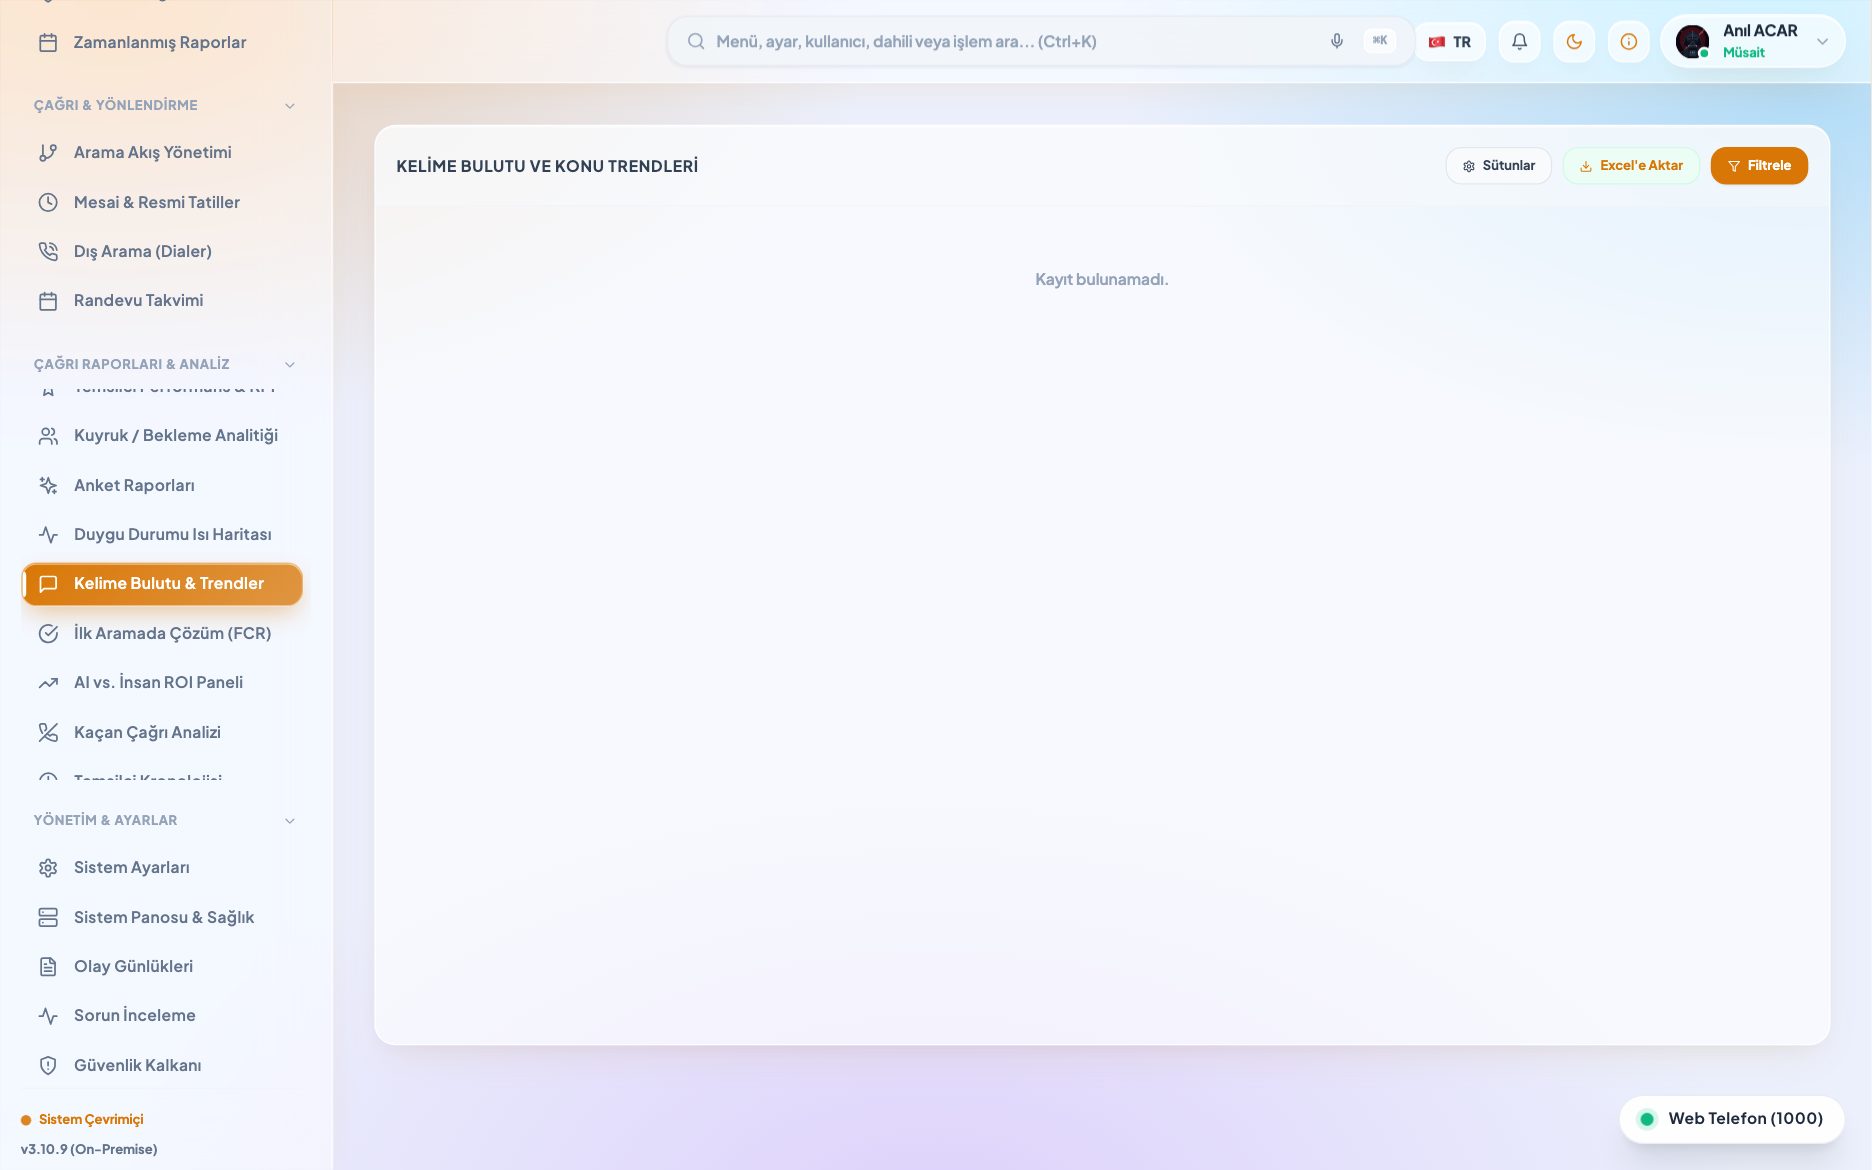 Zamanlanmış Raporlar
ÇAĞRI & YÖNLENDİRME
Arama Akış Yönetimi
Mesai & Resmi Tatiller
Dış Arama (Dialer)
Randevu Takvimi
ÇAĞRI RAPORLARI & ANALİZ
Kuyruk / Bekleme Analitiği
Anket Raporları
Duygu Durumu Isı Haritası
Kelime Bulutu & Trendler
İlk Aramada Çözüm (FCR)
AI vs. İnsan ROI Paneli
Kaçan Çağrı Analizi
YÖNETİM & AYARLAR
Sistem Ayarları
Sistem Panosu & Sağlık
Olay Günlükleri
Sorun İnceleme
Güvenlik Kalkanı
Sistem Çevrimiçi
v3.10.9 (On-Premise)
Menü, ayar, kullanıcı, dahili veya işlem ara... (Ctrl+K)
⌘K
TR
Anıl ACAR
Müsait
KELİME BULUTU VE KONU TRENDLERİ
Sütunlar
Excel'e Aktar
Filtrele
Kayıt bulunamadı.
Web Telefon (1000)